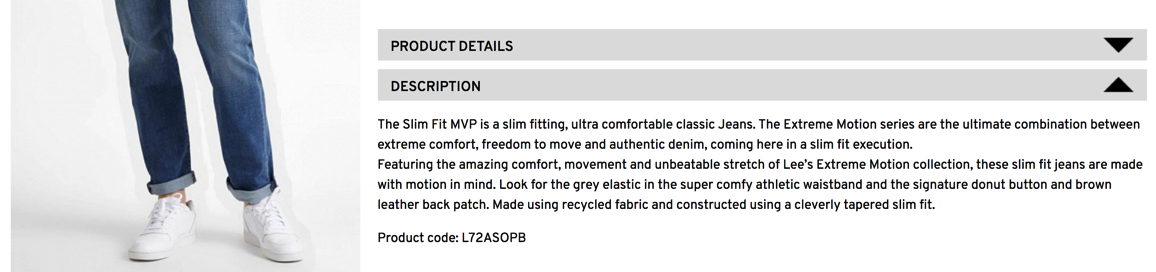 PRODUCT DETAILS
DESCRIPTION
The Slim Fit MVP is a slim fitting, ultra comfortable classic Jeans. The Extreme Motion series are the ultimate combination between
extreme comfort, freedom to move and authentic denim, coming here in a slim fit execution.
Featuring the amazing comfort, movement and unbeatable stretch of Lee’s Extreme Motion collection, these slim fit jeans are made
with motion in mind. Look for the grey elastic in the super comfy athletic waistband and the signature donut button and brown
leather back patch. Made using recycled fabric and constructed using a cleverly tapered slim fit.
Product code: L72ASOPB